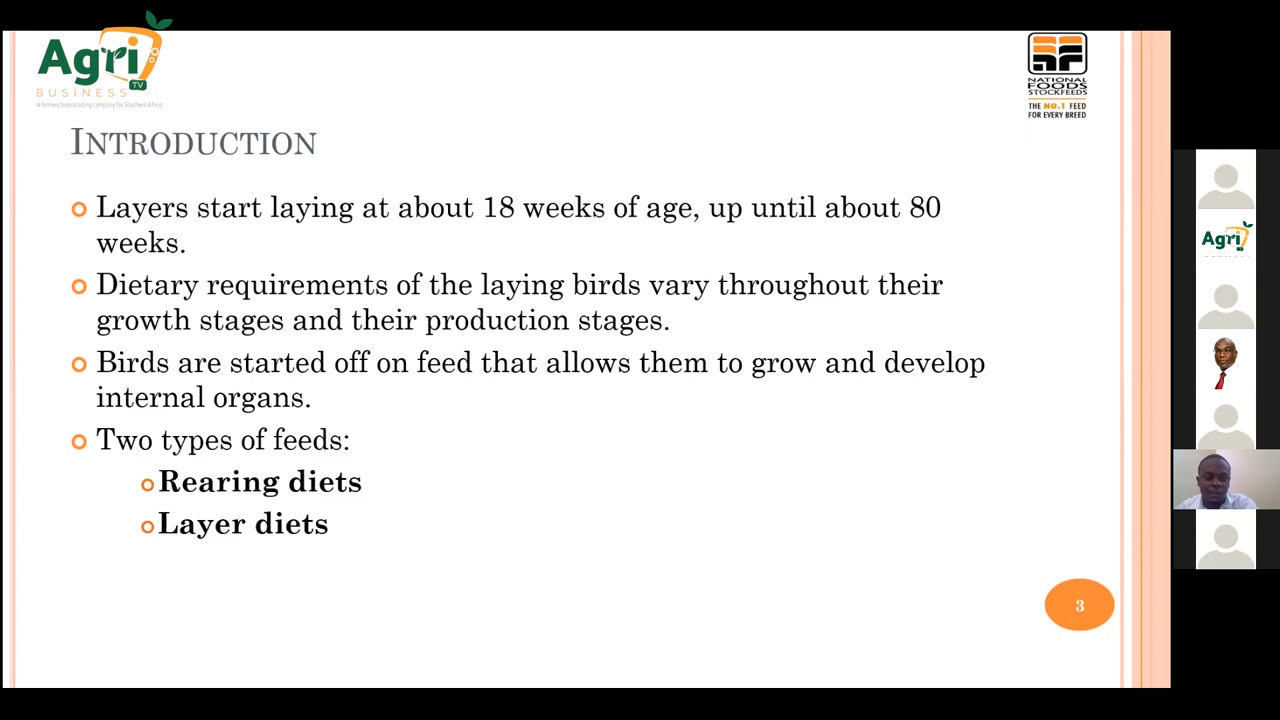 Agri
TV
BUSINESS
A farmers broadcasting company for Southern Africa
NATIONAL
FOODS
STOCKFEEDS
THE NO.1 FEED
FOR EVERY BREED
INTRODUCTION
Layers start laying at about 18 weeks of age, up until about 80
weeks.
Dietary requirements of the laying birds vary throughout their
growth stages and their production stages.
Birds are started off on feed that allows them to grow and develop
internal organs.
Two types of feeds:
Rearing diets
Layer diets
3
Agri